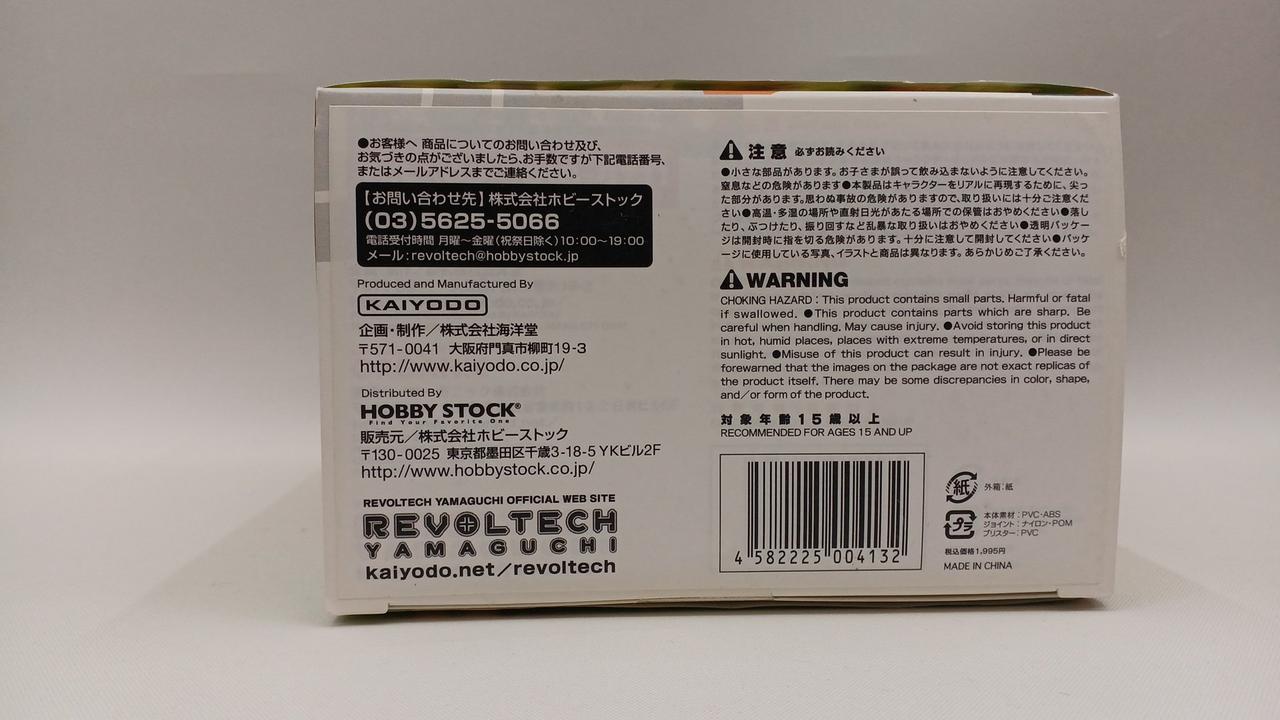 ●お客様へ 商品についてのお問い合わせ及び、
お気づきの点がございましたら、お手数ですが下記電話番号、
またはメールアドレスまでご連絡ください。
【お問い合わせ先】株式会社ホビーストック
(03)5625-5066
電話受付時間 月曜〜金曜(祝祭日除く)10:00〜19:00
メール:revoltech@hobbystock.jp
Produced and Manufactured By
KAIYODO
企画・制作／株式会社海洋堂
〒571-0041 大阪府門真市柳町19-3
http://www.kaiyodo.co.jp/
Distributed By
HOBBY STOCK®
Find Your Favorite One
販売元／株式会社ホビーストック
〒130-0025 東京都墨田区千歳3-18-5 YKビル2F
http://www.hobbystock.co.jp/
REVOLTECH YAMAGUCHI OFFICIAL WEB SITE
REVOLTECH
YAMAGUCHI
kaiyodo.net/revoltech
注意 必ずお読みください
●小さな部品があります。お子さまが誤って飲み込まないように注意してください。
窒息などの危険があります●本製品はキャラクターをリアルに再現するために、尖っ
た部分があります。思わぬ事故の危険がありますので、取り扱いには十分ご注意くだ
さい●高温・多湿の場所や直射日光があたる場所での保管はおやめください●落し
たり、ぶつけたり、振り回すなど乱暴な取り扱いはおやめください●透明パッケー
ジは開封時に指を切る危険があります。十分に注意して開封してください●パッケ
ージに使用している写真、イラストと商品は異なります。あらかじめご了承ください。
WARNING
CHOKING HAZARD : This product contains small parts. Harmful or fatal
if swallowed. ●This product contains parts which are sharp. Be
careful when handling. May cause injury. ●Avoid storing this product
in hot, humid places, places with extreme temperatures, or in direct
sunlight. ●Misuse of this product can result in injury. ●Please be
forewarned that the images on the package are not exact replicas of
the product itself. There may be some discrepancies in color, shape,
and/or form of the product.
対象年齢15歳以上
RECOMMENDED FOR AGES 15 AND UP
4 582225 004132
紙 外箱:紙
プラ 本体素材:PVC・ABS
ジョイント:ナイロン・POM
ブリスター:PVC
税込価格1,995円
MADE IN CHINA